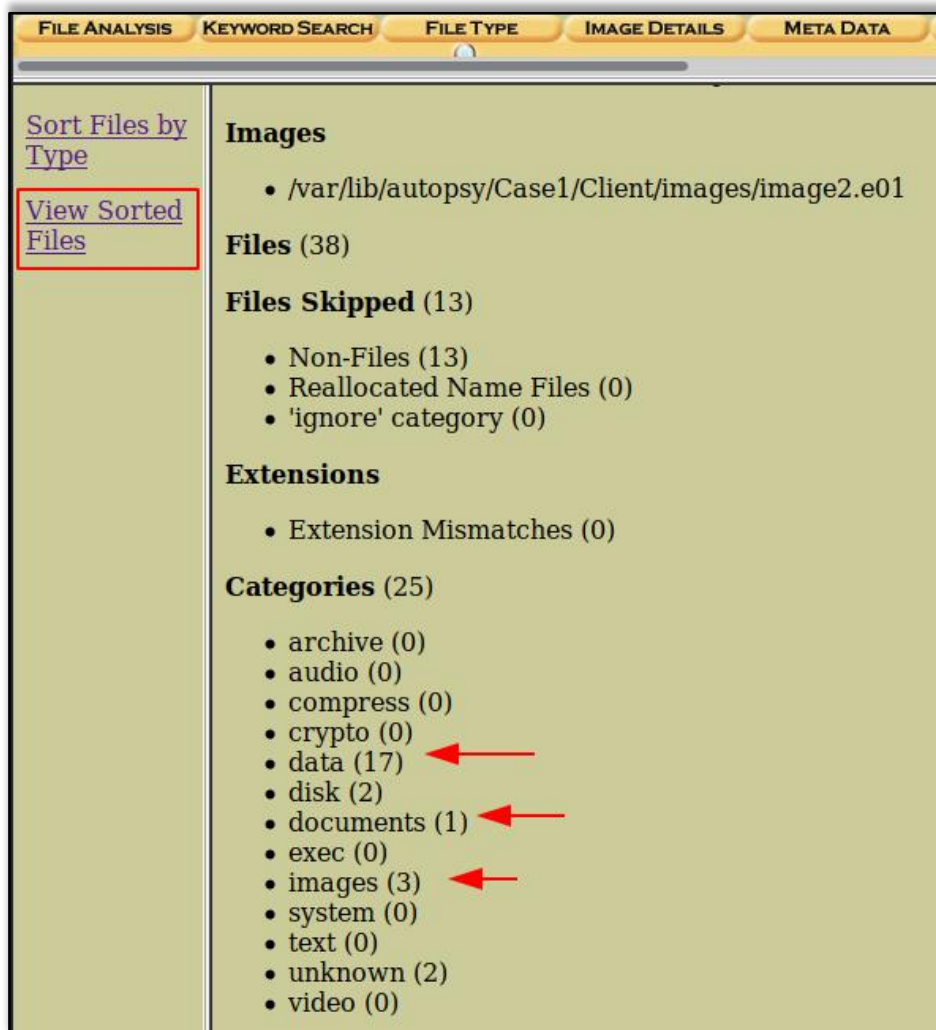 FILE ANALYSIS KEYWORD SEARCH FILE TYPE IMAGE DETAILS META DATA
Sort Files by
Type
View Sorted
Files
Images
• /var/lib/autopsy/Case1/Client/images/image2.e01
Files (38)
Files Skipped (13)
• Non-Files (13)
• Reallocated Name Files (0)
• 'ignore' category (0)
Extensions
• Extension Mismatches (0)
Categories (25)
• archive (0)
• audio (0)
• compress (0)
• crypto (0)
• data (17)
• disk (2)
• documents (1)
• exec (0)
• images (3)
• system (0)
• text (0)
• unknown (2)
• video (0)